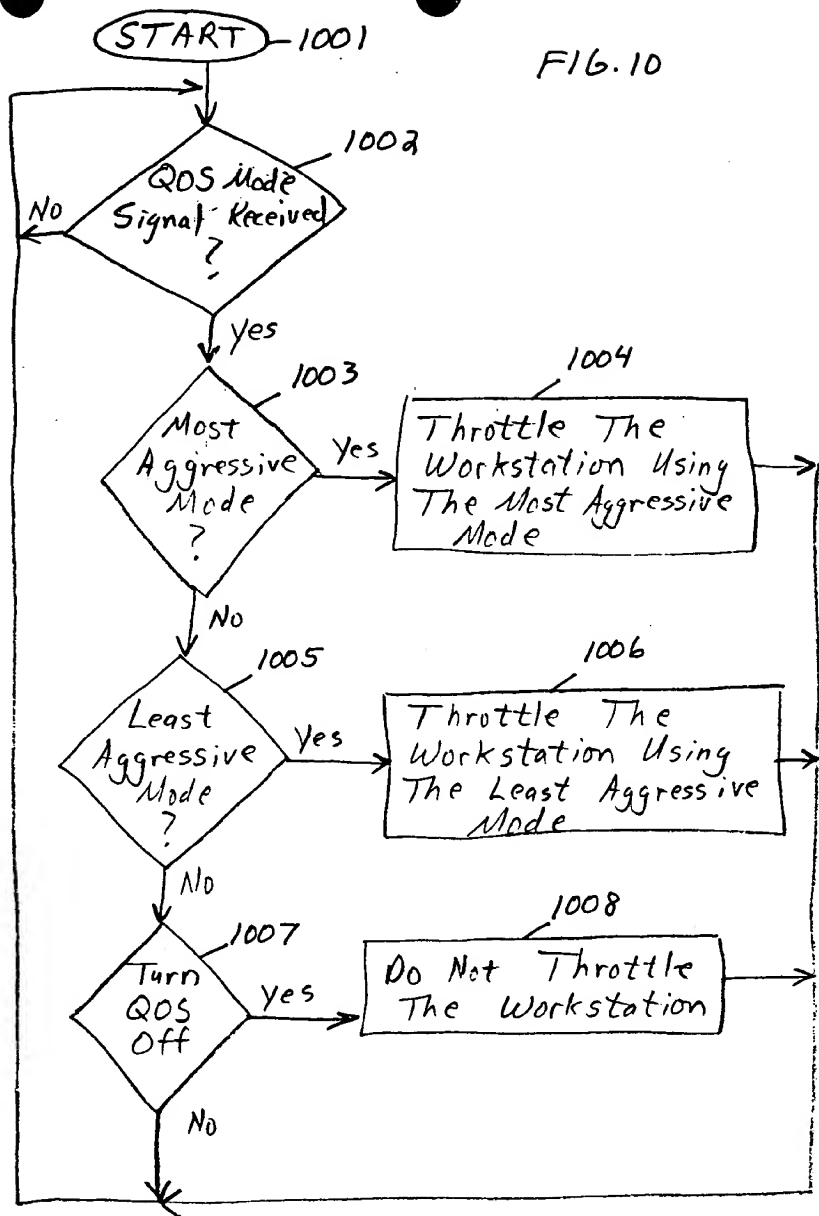 START
1001
FIG.10
1002
QOS Mode
Signal Received
?
No
Yes
1003
Most
Aggressive
Mode
?
Yes
1004
Throttle The
Workstation Using
The Most Aggressive
Mode
No
1005
Least
Aggressive
Mode
?
Yes
1006
Throttle The
Workstation Using
The Least Aggressive
Mode
No
1007
Turn
QOS
Off
Yes
1008
Do Not Throttle
The Workstation
No